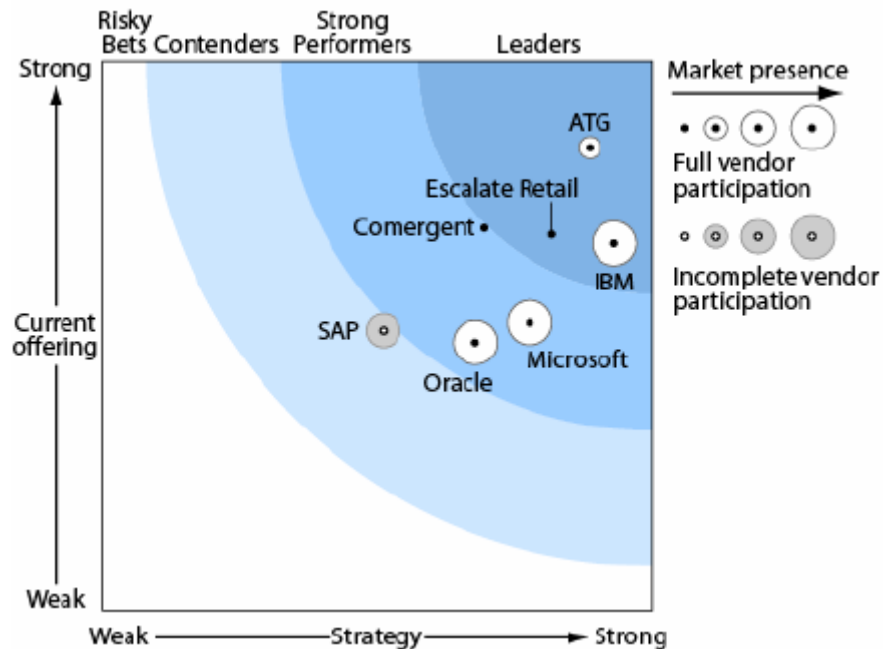 Risky
Bets
Contenders
Strong
Performers
Leaders
Strong
Market presence
ATG
Full vendor
participation
Escalate Retail
Comergent
IBM
Incomplete vendor
participation
Current
offering
SAP
Oracle
Microsoft
Weak
Weak
Strategy
Strong